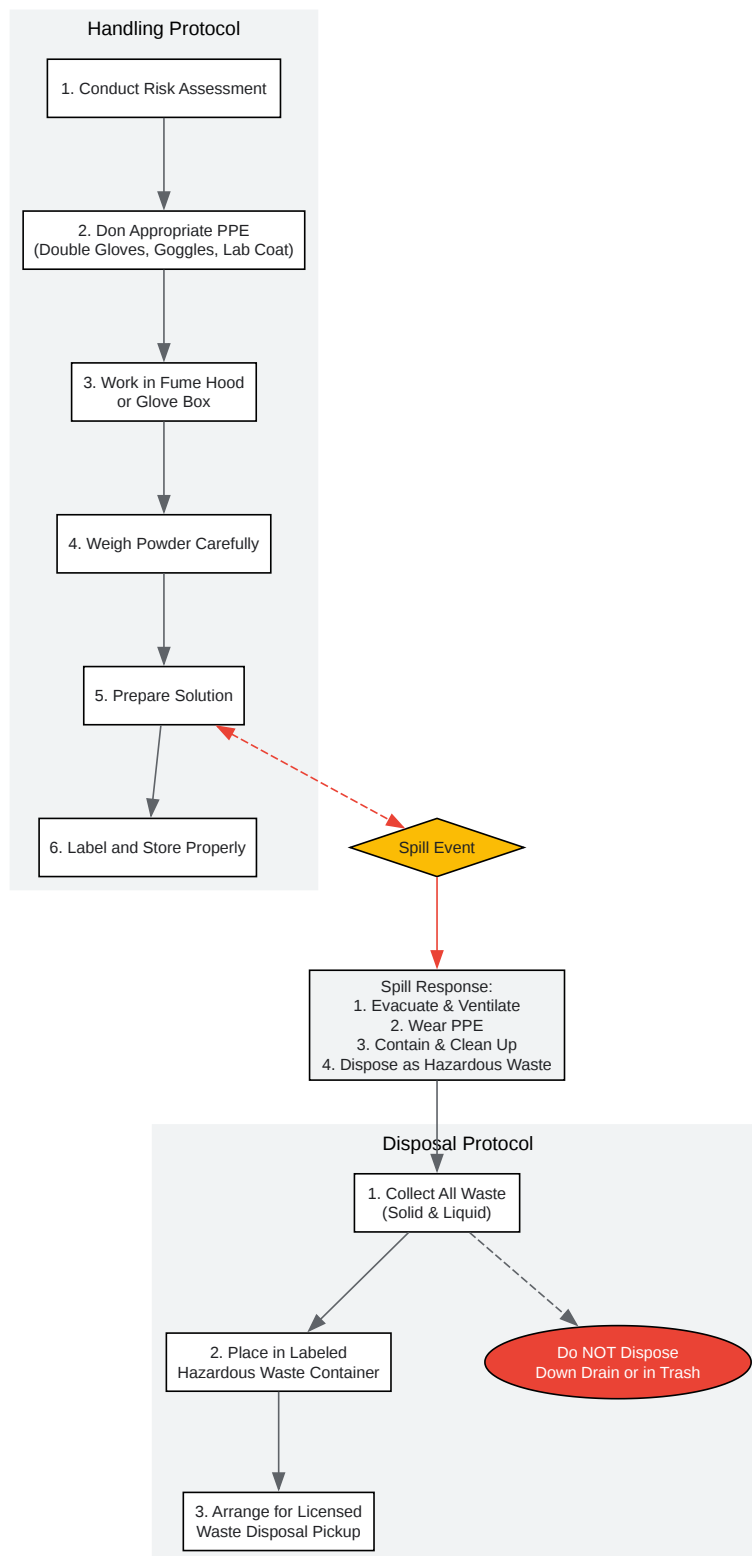 Handling Protocol
1. Conduct Risk Assessment
2. Don Appropriate PPE
(Double Gloves, Goggles, Lab Coat)
3. Work in Fume Hood
or Glove Box
4. Weigh Powder Carefully
5. Prepare Solution
6. Label and Store Properly
Spill Event
Spill Response:
1. Evacuate & Ventilate
2. Wear PPE
3. Contain & Clean Up
4. Dispose as Hazardous Waste
Disposal Protocol
1. Collect All Waste
(Solid & Liquid)
2. Place in Labeled
Hazardous Waste Container
Do NOT Dispose
Down Drain or in Trash
3. Arrange for Licensed
Waste Disposal Pickup